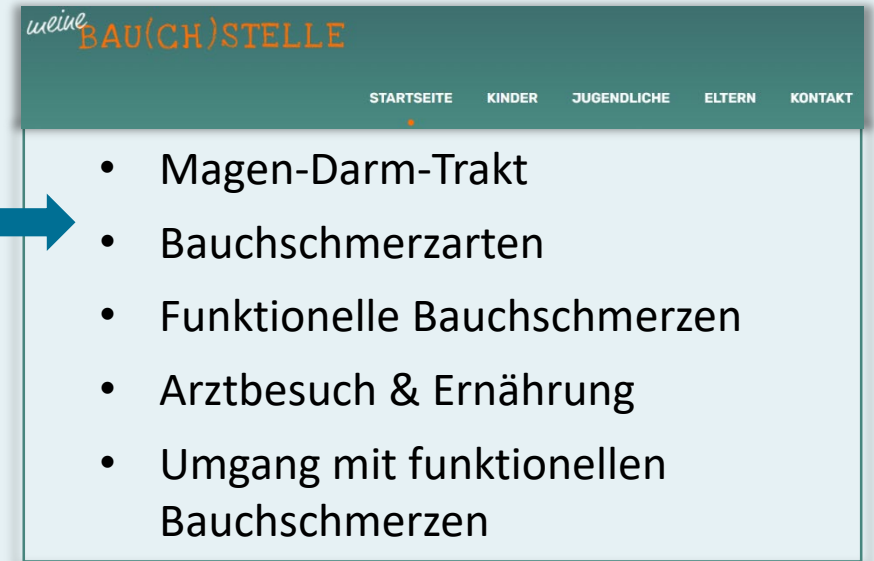 meine BAU(CH)STELLE
STARTSEITE KINDER JUGENDLICHE ELTERN KONTAKT
• Magen-Darm-Trakt
• Bauchschmerzarten
• Funktionelle Bauchschmerzen
• Arztbesuch & Ernährung
• Umgang mit funktionellen
Bauchschmerzen